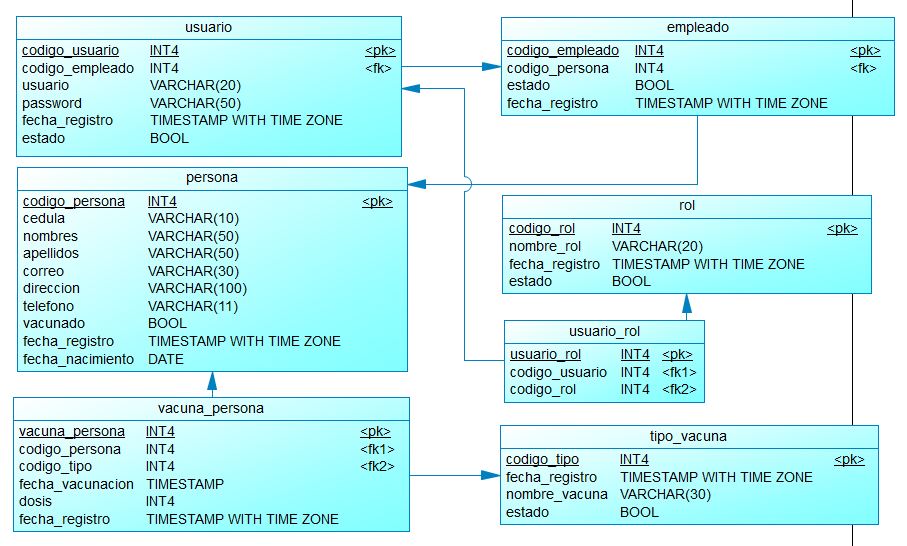 usuario
codigo_usuario INT4 <pk>
codigo_empleado INT4 <fk>
usuario VARCHAR(20)
password VARCHAR(50)
fecha_registro TIMESTAMP WITH TIME ZONE
estado BOOL
empleado
codigo_empleado INT4 <pk>
codigo_persona INT4 <fk>
estado BOOL
fecha_registro TIMESTAMP WITH TIME ZONE
persona
codigo_persona INT4 <pk>
cedula VARCHAR(10)
nombres VARCHAR(50)
apellidos VARCHAR(50)
correo VARCHAR(30)
direccion VARCHAR(100)
telefono VARCHAR(11)
vacunado BOOL
fecha_registro TIMESTAMP WITH TIME ZONE
fecha_nacimiento DATE
rol
codigo_rol INT4 <pk>
nombre_rol VARCHAR(20)
fecha_registro TIMESTAMP WITH TIME ZONE
estado BOOL
usuario_rol
usuario_rol INT4 <pk>
codigo_usuario INT4 <fk1>
codigo_rol INT4 <fk2>
vacuna_persona
vacuna_persona INT4 <pk>
codigo_persona INT4 <fk1>
codigo_tipo INT4 <fk2>
fecha_vacunacion TIMESTAMP
dosis INT4
fecha_registro TIMESTAMP WITH TIME ZONE
tipo_vacuna
codigo_tipo INT4 <pk>
fecha_registro TIMESTAMP WITH TIME ZONE
nombre_vacuna VARCHAR(30)
estado BOOL